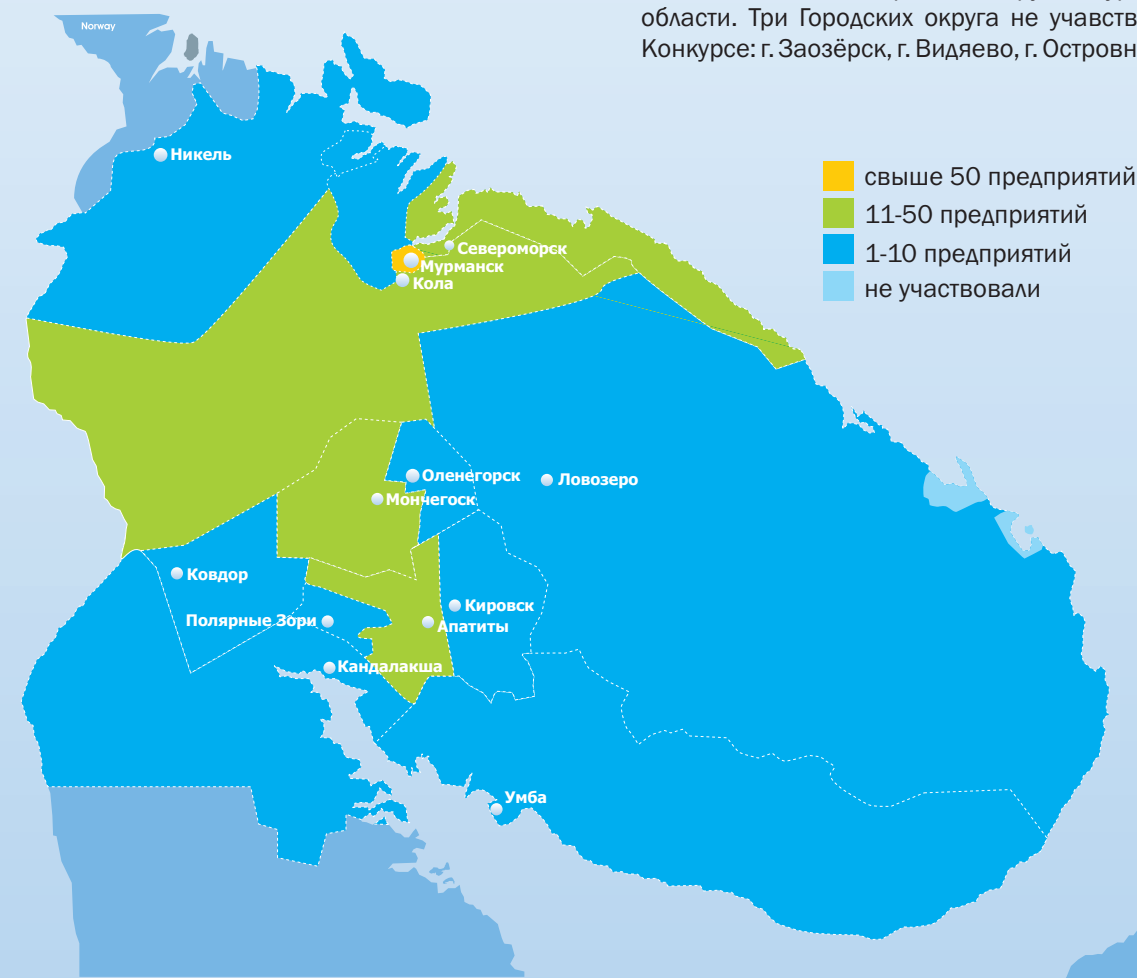 области. Три Городских округа не учавств
Конкурсе: г. Заозёрск, г. Видяево, г. Островн
Norway
свыше 50 предприятий
11-50 предприятий
1-10 предприятий
не участвовали
Никель
Североморск
Мурманск
Кола
Оленегорск
Ловозеро
Мончегоск
Ковдор
Кировск
Полярные Зори
Апатиты
Кандалакша
Умба